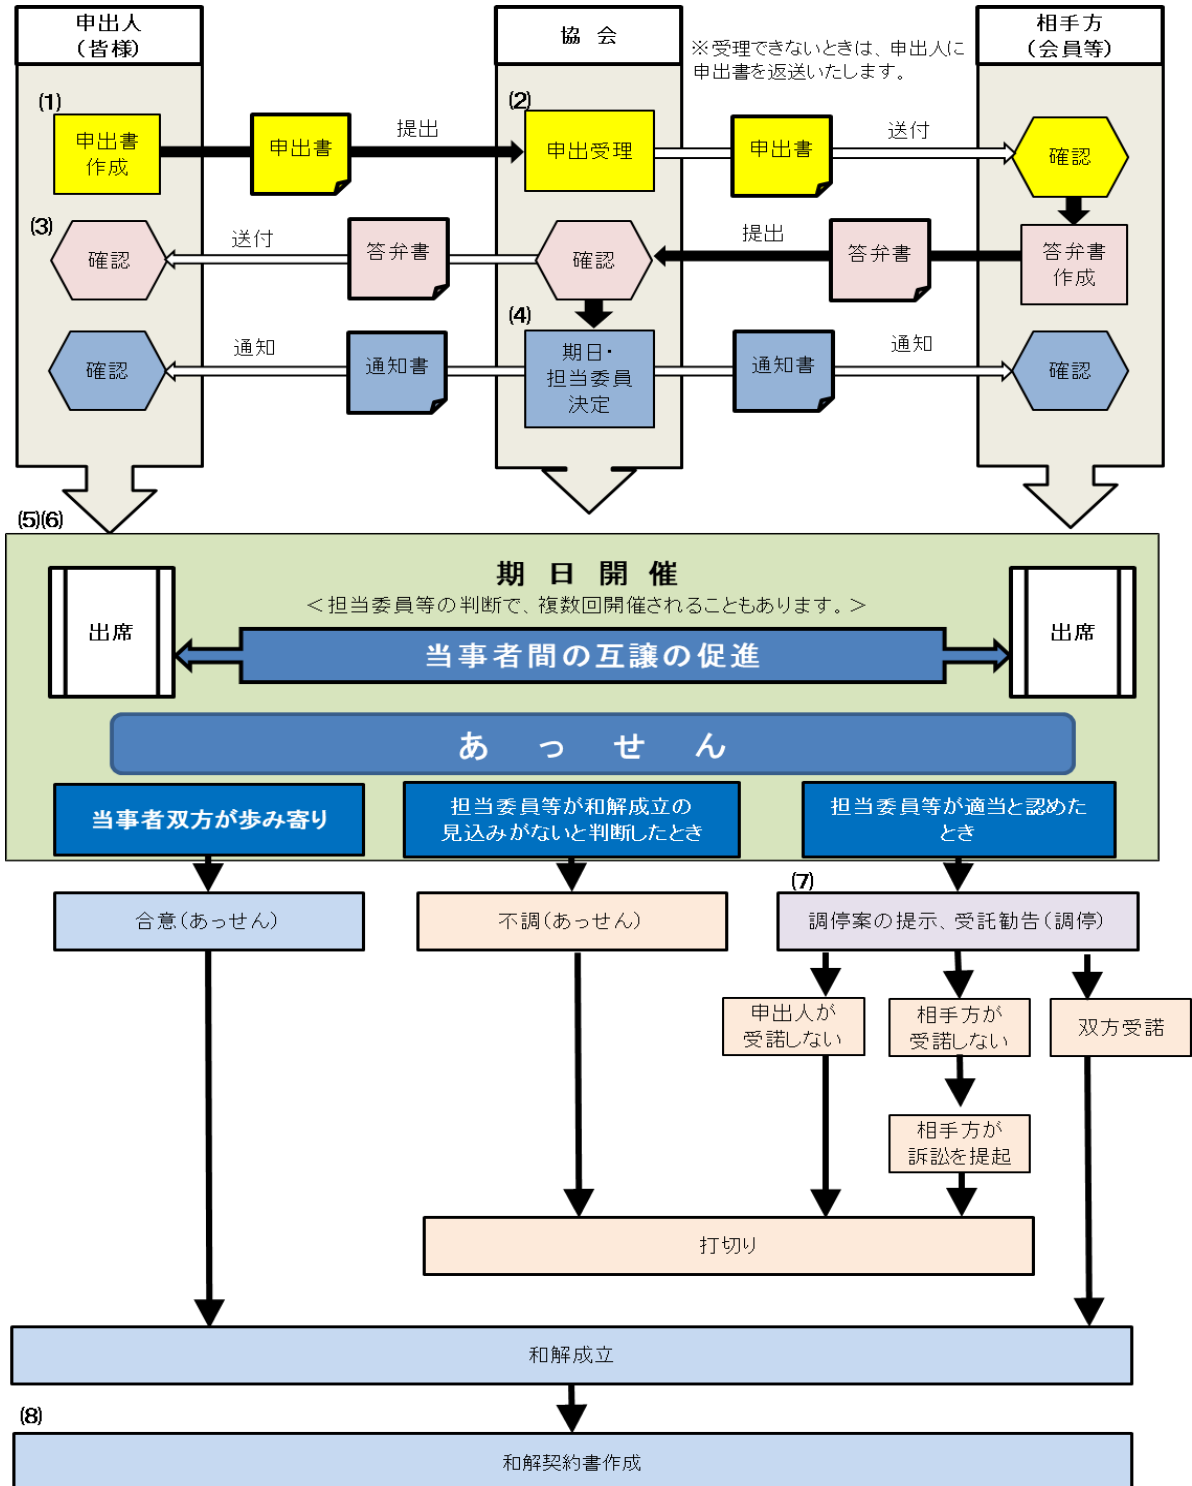 申出人
（皆様）
協 会
相手方
（会員等）
※受理できないときは、申出人に
申出書を返送いたします。
(1)
申出書
作成
申出書
提出
(2)
申出受理
申出書
送付
確認
(3)
確認
送付
答弁書
確認
提出
答弁書
答弁書
作成
(4)
確認
通知
通知書
期日・
担当委員
決定
通知書
通知
確認
(5)(6)
期 日 開 催
＜担当委員等の判断で、複数回開催されることもあります。＞
出席
出席
当事者間の互譲の促進
あ っ せ ん
当事者双方が歩み寄り
担当委員等が和解成立の
見込みがないと判断したとき
担当委員等が適当と認めた
とき
(7)
合意（あっせん）
不調（あっせん）
調停案の提示、受託勧告（調停）
申出人が
受諾しない
相手方が
受諾しない
双方受諾
相手方が
訴訟を提起
打切り
和解成立
(8)
和解契約書作成